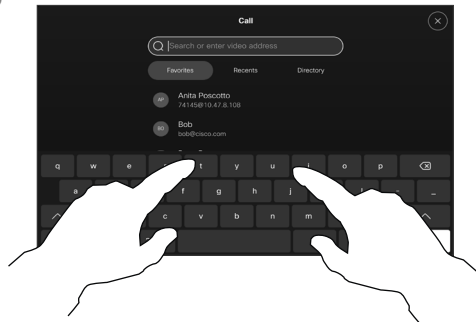 Call
Search or enter video address
Favorites Recents Directory
AP Anita Poscotto
74145@10.47.8.108
BG Bob
bob@cisco.com
q w e t y u i o p
a f g h j l - _
c v b n m